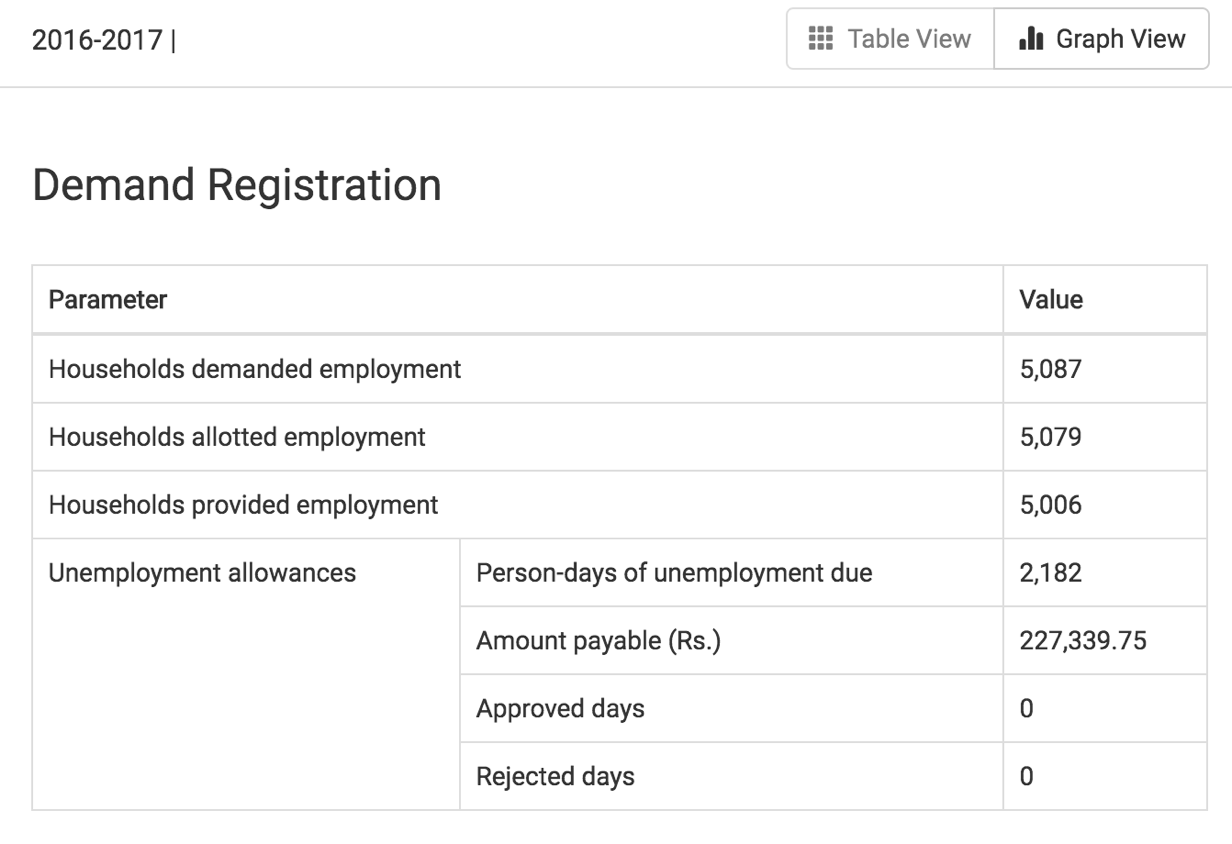 2016-2017 |
Table View
Graph View
Demand Registration
Parameter Value
Households demanded employment 5,087
Households allotted employment 5,079
Households provided employment 5,006
Unemployment allowances Person-days of unemployment due 2,182
Amount payable (Rs.) 227,339.75
Approved days 0
Rejected days 0